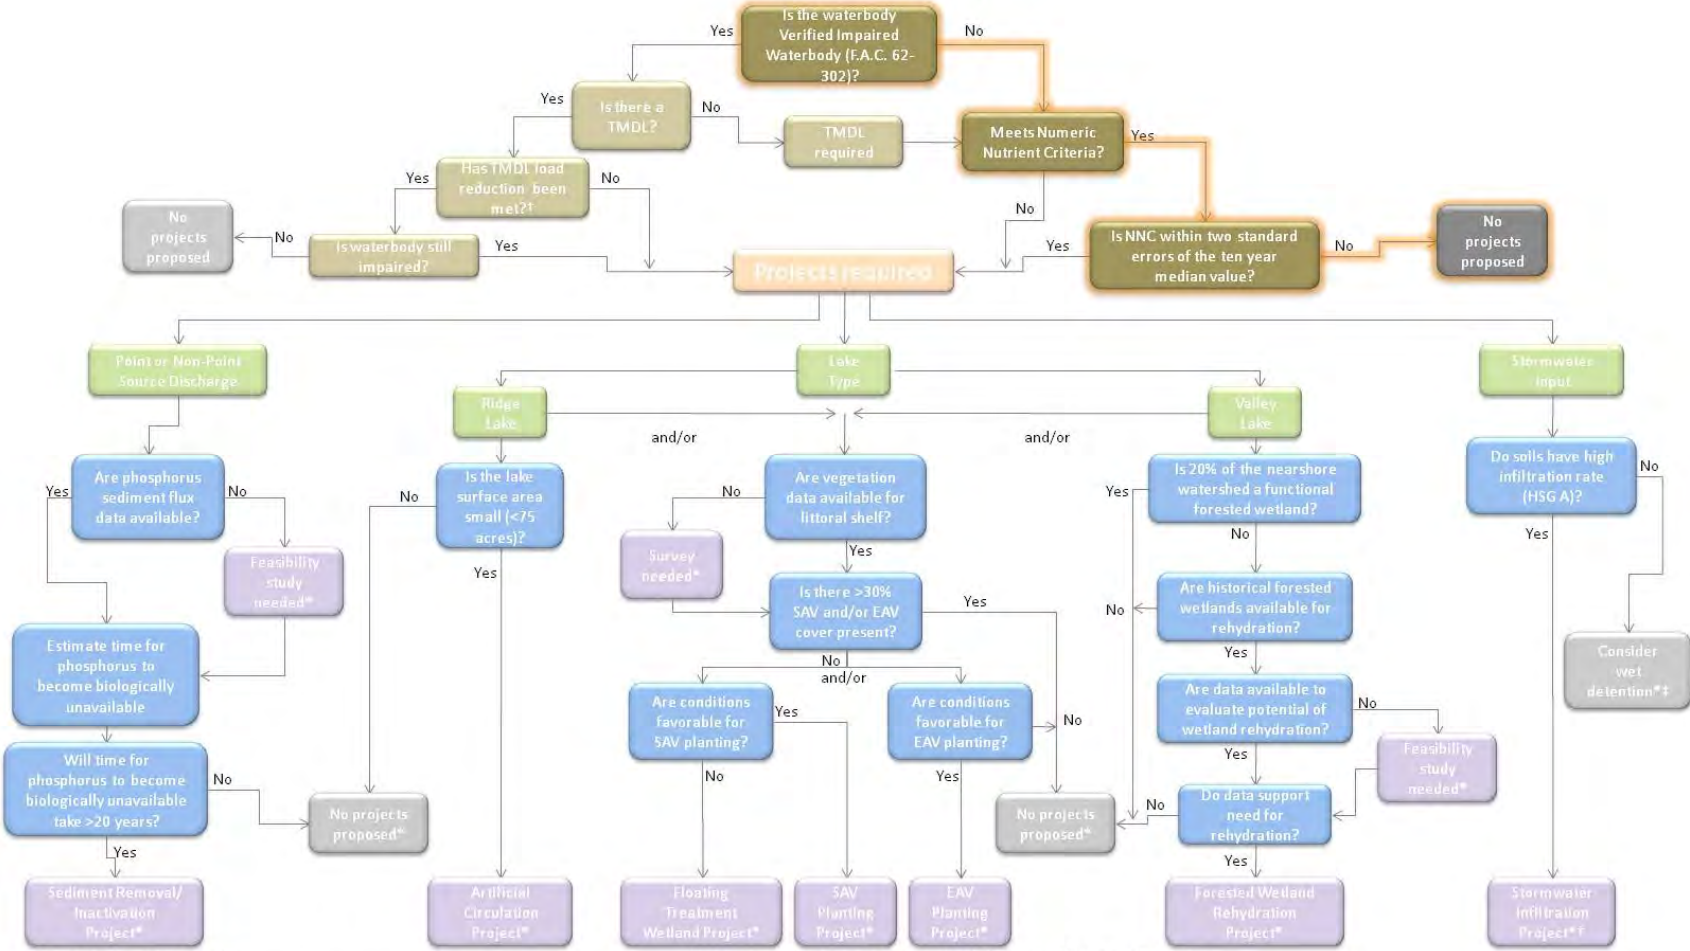 Is the waterbody
Verified Impaired
Waterbody (F.A.C. 62-
302)?
Yes
No
Is there a
TMDL?
Yes
No
TMDL
required
Meets Numeric
Nutrient Criteria?
Yes
No
Has TMDL load
reduction been
met?†
Yes
No
No
projects
proposed
No
Is waterbody still
impaired?
Yes
Projects required
Yes
Is NNC within two standard
errors of the ten year
median value?
No
No
projects
proposed
Point or Non-Point
Source Discharge
Lake
Type
Stormwater
Input
Ridge
Lake
Valley
Lake
and/or
and/or
Are phosphorus
sediment flux
data available?
Yes
No
Feasibility
study
needed*
Estimate time for
phosphorus to
become biologically
unavailable
Will time for
phosphorus to become
biologically unavailable
take >20 years?
No
Yes
Sediment Removal/
Inactivation
Project*
Is the lake
surface area
small (<75
acres)?
No
Yes
No projects
proposed*
Artificial
Circulation
Project*
Are vegetation
data available for
littoral shelf?
No
Yes
Survey
needed*
Is there >30%
SAV and/or EAV
cover present?
Yes
No
and/or
Are conditions
favorable for
SAV planting?
Yes
No
Are conditions
favorable for
EAV planting?
No
Yes
Floating
Treatment
Wetland Project*
SAV
Planting
Project*
EAV
Planting
Project*
No projects
proposed*
Is 20% of the nearshore
watershed a functional
forested wetland?
Yes
No
Are historical forested
wetlands available for
rehydration?
No
Yes
Are data available to
evaluate potential of
wetland rehydration?
No
Yes
Feasibility
study
needed*
Do data support
need for
rehydration?
No
Yes
Forested Wetland
Rehydration
Project*
Do soils have high
infiltration rate
(HSG A)?
No
Yes
Consider
wet
detention*‡
Stormwater
Infiltration
Project*†